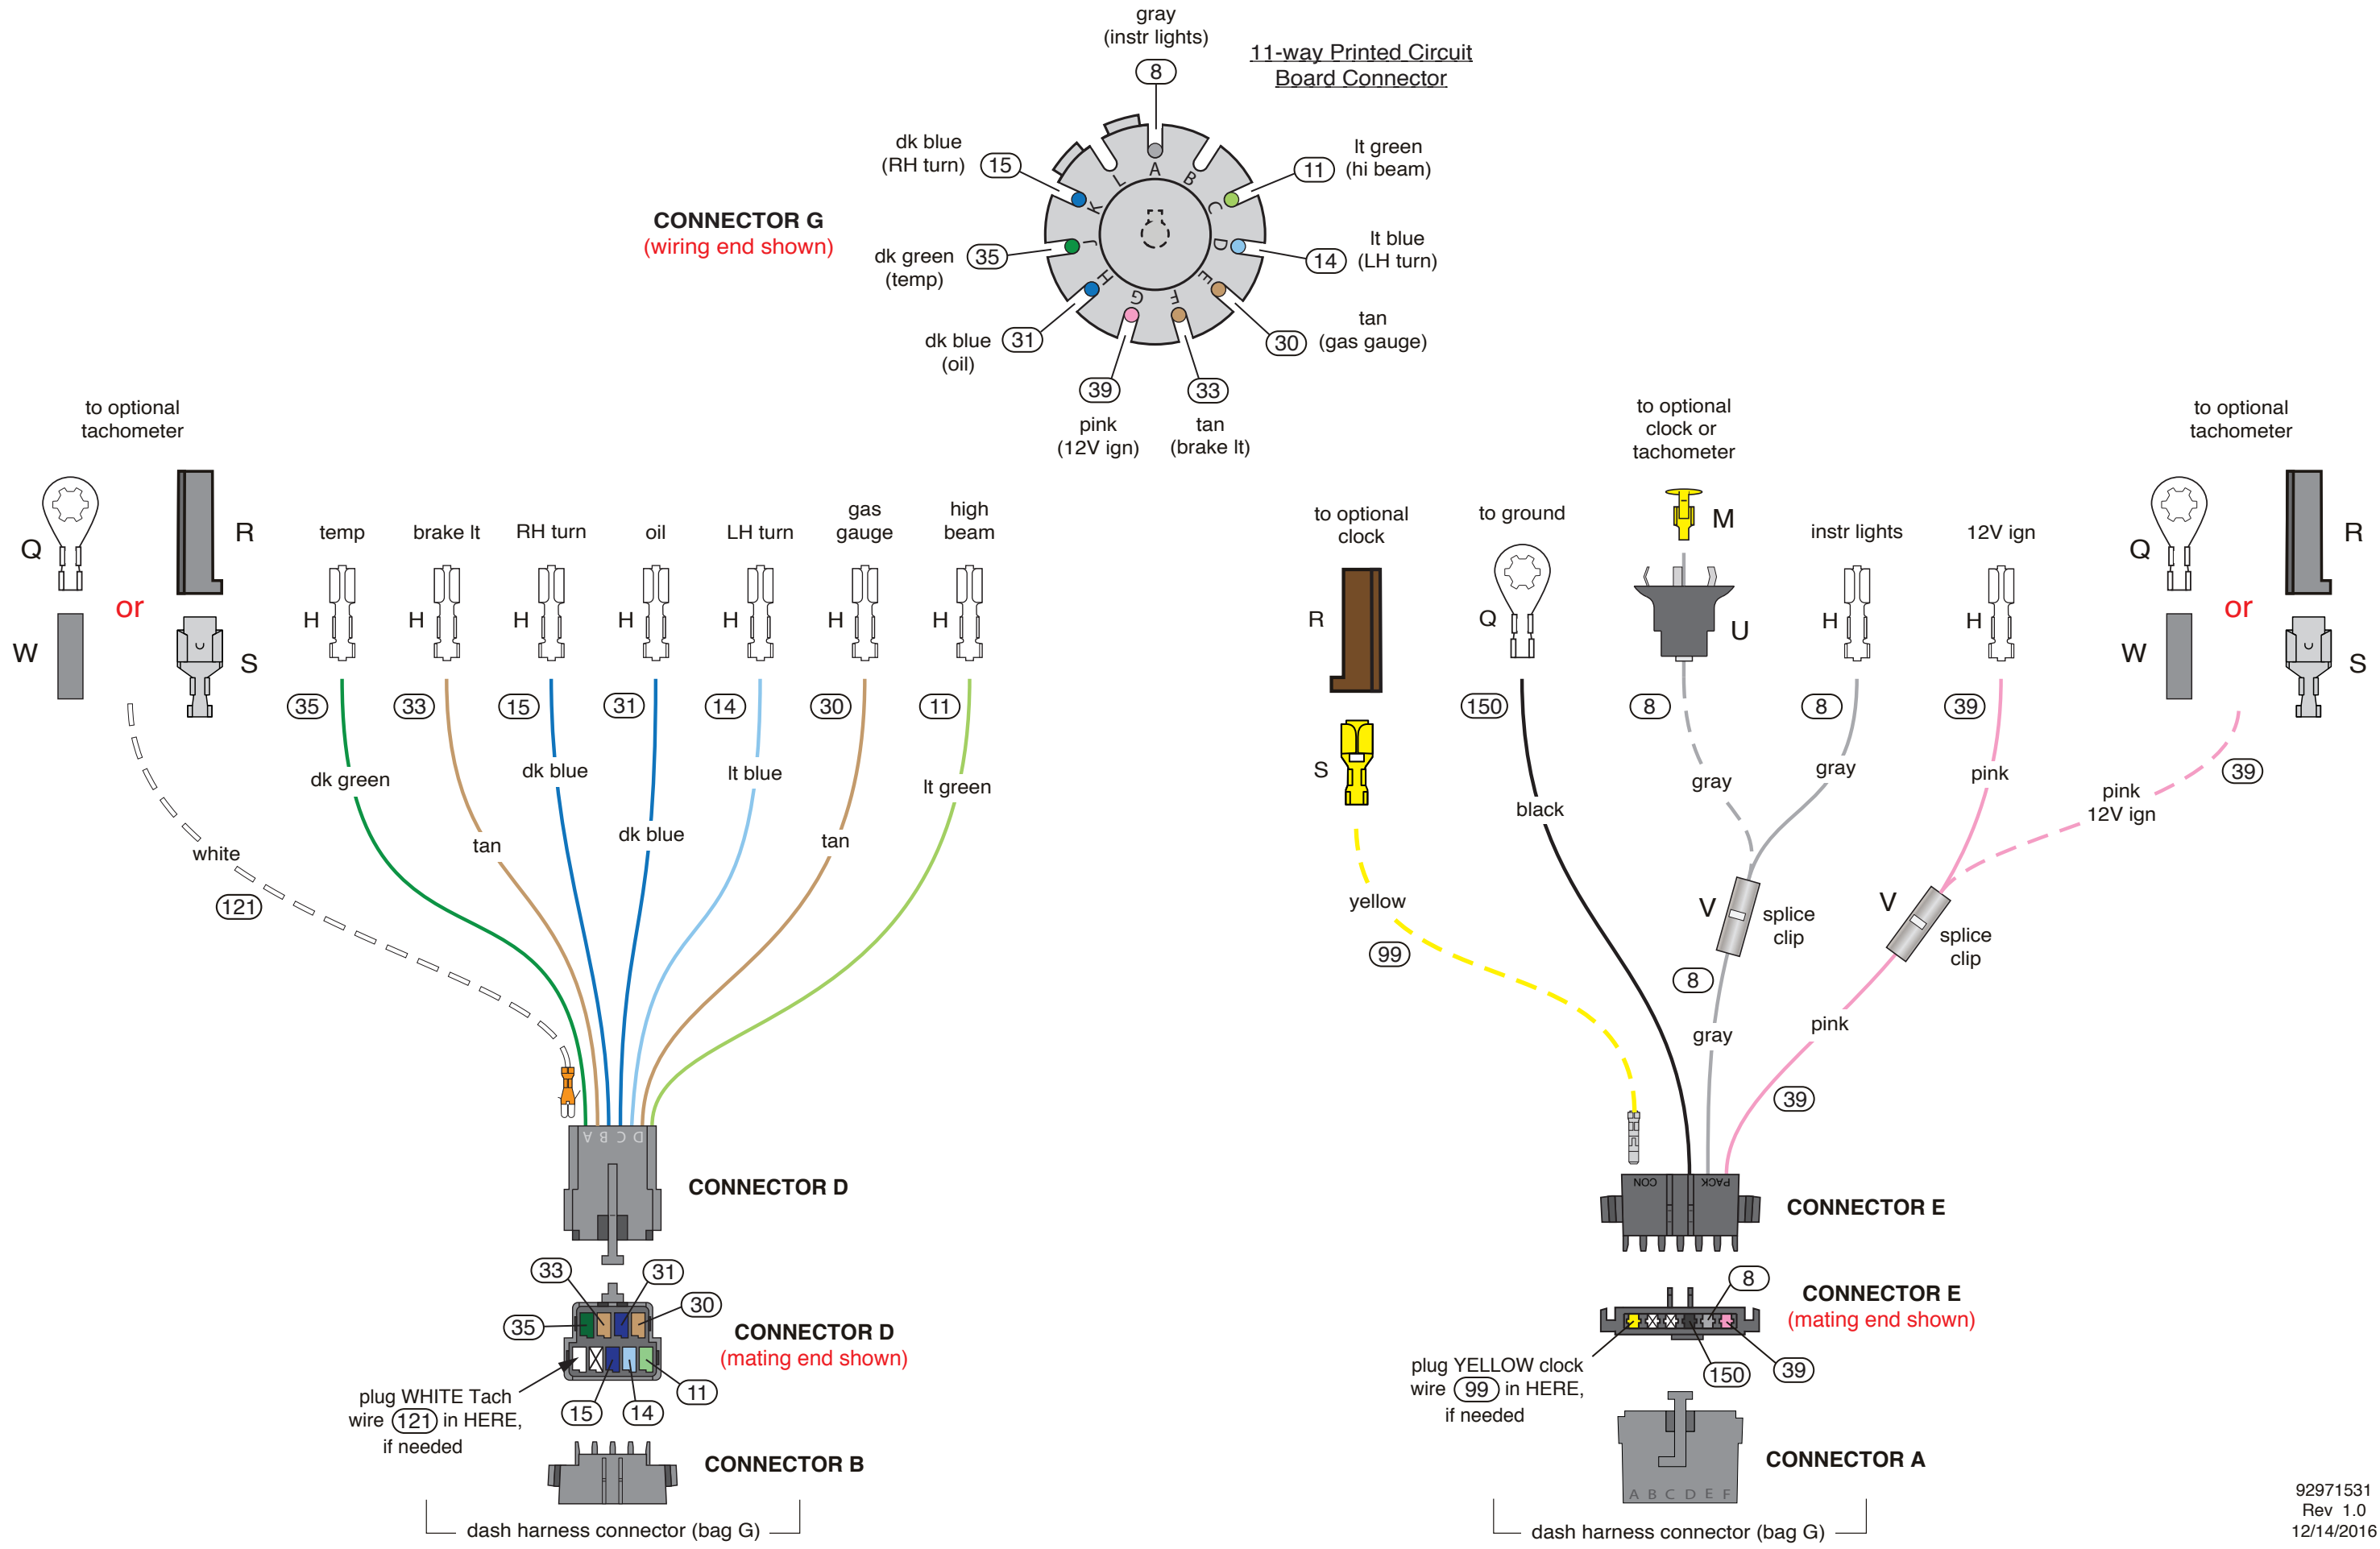 gray
(instr lights)
8
11-way Printed Circuit
Board Connector
dk blue
(RH turn)
15
lt green
(hi beam)
11
A
B
C
D
E
F
G
H
J
K
L
CONNECTOR G
(wiring end shown)
dk green
(temp)
35
lt blue
(LH turn)
14
dk blue
(oil)
31
tan
(gas gauge)
30
39
pink
(12V ign)
33
tan
(brake lt)
to optional
tachometer
Q
R
or
W
S
temp
brake lt
RH turn
oil
LH turn
gas
gauge
high
beam
H
H
H
H
H
H
H
35
33
15
31
14
30
11
dk green
tan
dk blue
dk blue
lt blue
tan
lt green
white
121
A B C D
CONNECTOR D
33
31
30
35
CONNECTOR D
(mating end shown)
11
15
14
plug WHITE Tach
wire 121 in HERE,
if needed
CONNECTOR B
dash harness connector (bag G)
to optional
clock
to ground
to optional
clock or
tachometer
M
instr lights
12V ign
to optional
tachometer
R
Q
U
H
H
Q
R
or
W
S
S
150
8
8
39
39
black
gray
gray
pink
pink
12V ign
yellow
99
V
splice
clip
V
splice
clip
8
gray
pink
39
CON
PACK
CONNECTOR E
8
CONNECTOR E
(mating end shown)
150
39
plug YELLOW clock
wire 99 in HERE,
if needed
CONNECTOR A
A B C D E F
dash harness connector (bag G)
92971531
Rev 1.0
12/14/2016